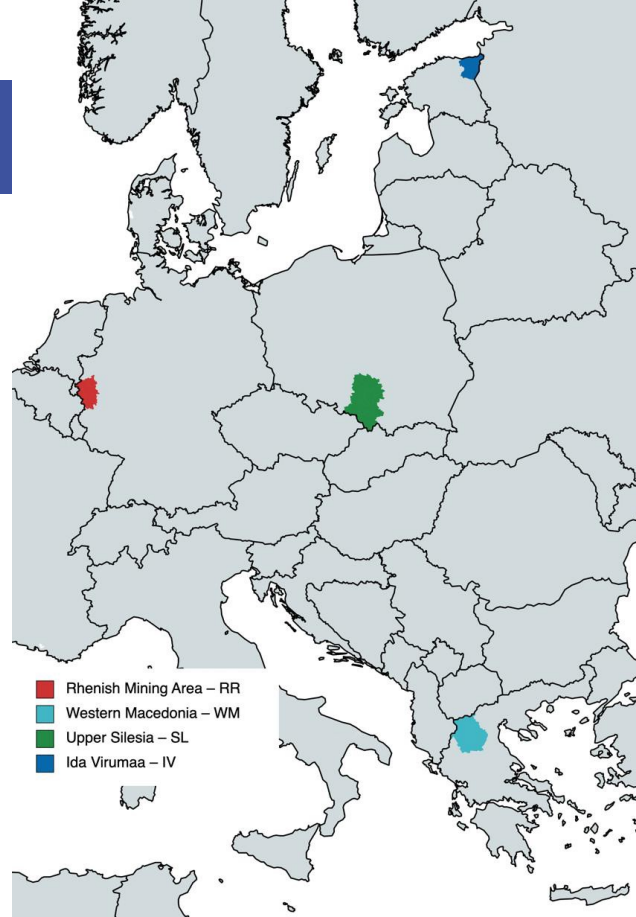 Rhenish Mining Area – RR
Western Macedonia – WM
Upper Silesia – SL
Ida Virumaa – IV